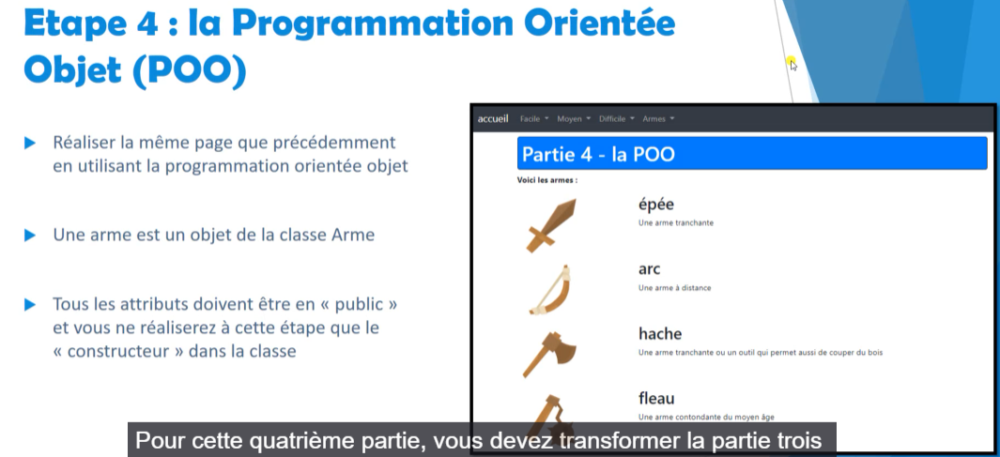 Etape 4 : la Programmation Orientée
Objet (POO)
Réaliser la même page que précédemment
en utilisant la programmation orientée objet
Une arme est un objet de la classe Arme
Tous les attributs doivent être en « public »
et vous ne réaliserez à cette étape que le
« constructeur » dans la classe
accueil Facile Moyen Difficile Armes
Partie 4 - la POO
Voici les armes :
épée
Une arme tranchante
arc
Une arme à distance
hache
Une arme tranchante ou un outil qui permet aussi de couper du bois
fleau
Une arme contondante du moyen âge
Pour cette quatrième partie, vous devez transformer la partie trois